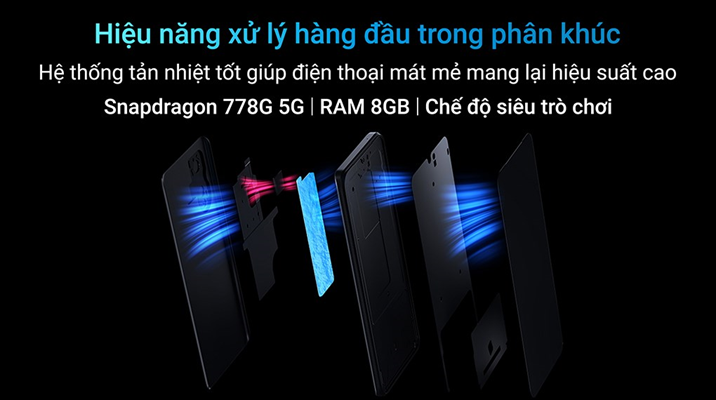 Hiệu năng xử lý hàng đầu trong phân khúc
Hệ thống tản nhiệt tốt giúp điện thoại mát mẻ mang lại hiệu suất cao
Snapdragon 778G 5G | RAM 8GB | Chế độ siêu trò chơi